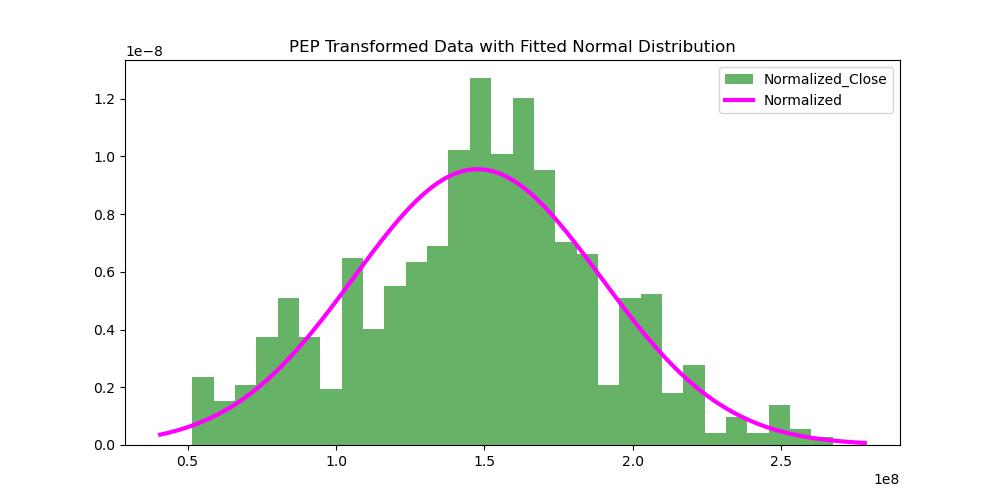 PEP Transformed Data with Fitted Normal Distribution
1e−8
Normalized_Close
Normalized
1.2
1.0
0.8
0.6
0.4
0.2
0.0
0.5 1.0 1.5 2.0 2.5
1e8